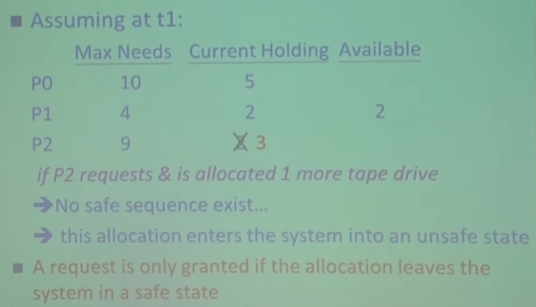 Assuming at t1:
Max Needs Current Holding Available
P0 10 5
P1 4 2 2
P2 9 2 3
if P2 requests & is allocated 1 more tape drive
→No safe sequence exist...
→ this allocation enters the system into an unsafe state
A request is only granted if the allocation leaves the
system in a safe state